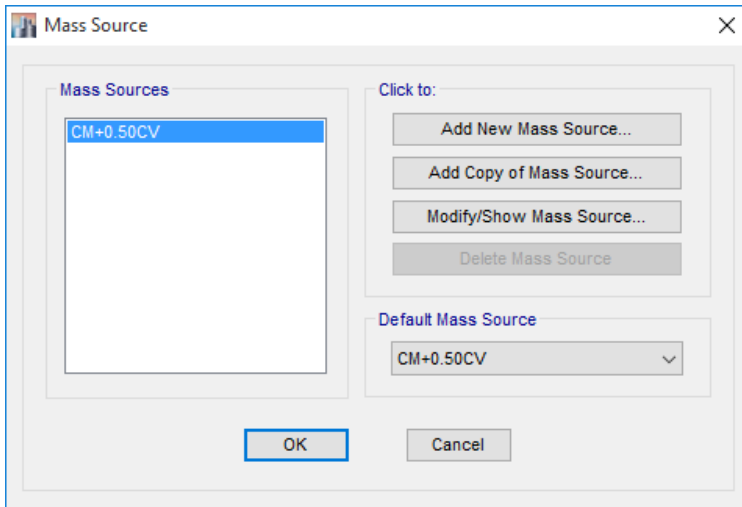 Mass Source
Mass Sources
CM+0.50CV
Click to:
Add New Mass Source...
Add Copy of Mass Source...
Modify/Show Mass Source...
Delete Mass Source
Default Mass Source
CM+0.50CV
OK
Cancel